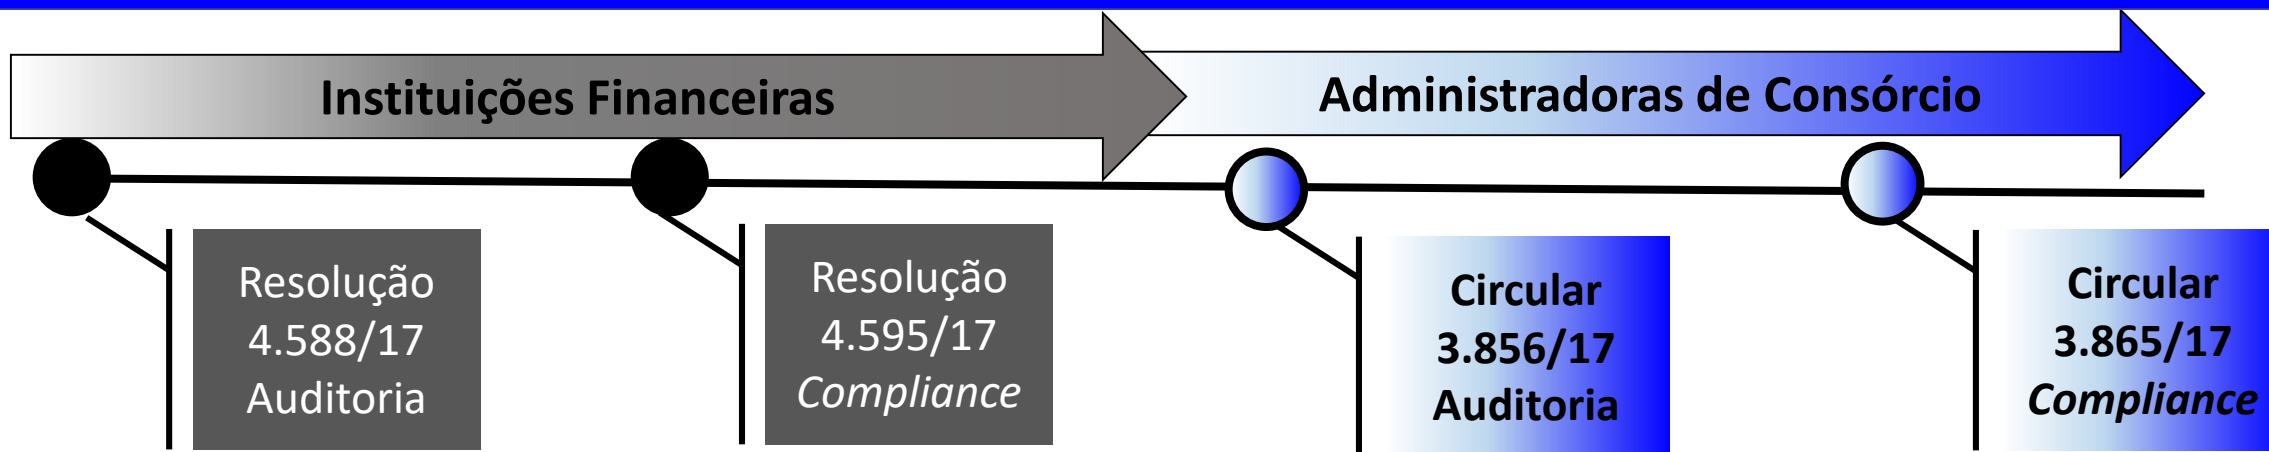 Instituições Financeiras
Administradoras de Consórcio
Resolução
4.588/17
Auditoria
Resolução
4.595/17
Compliance
Circular
3.856/17
Auditoria
Circular
3.865/17
Compliance